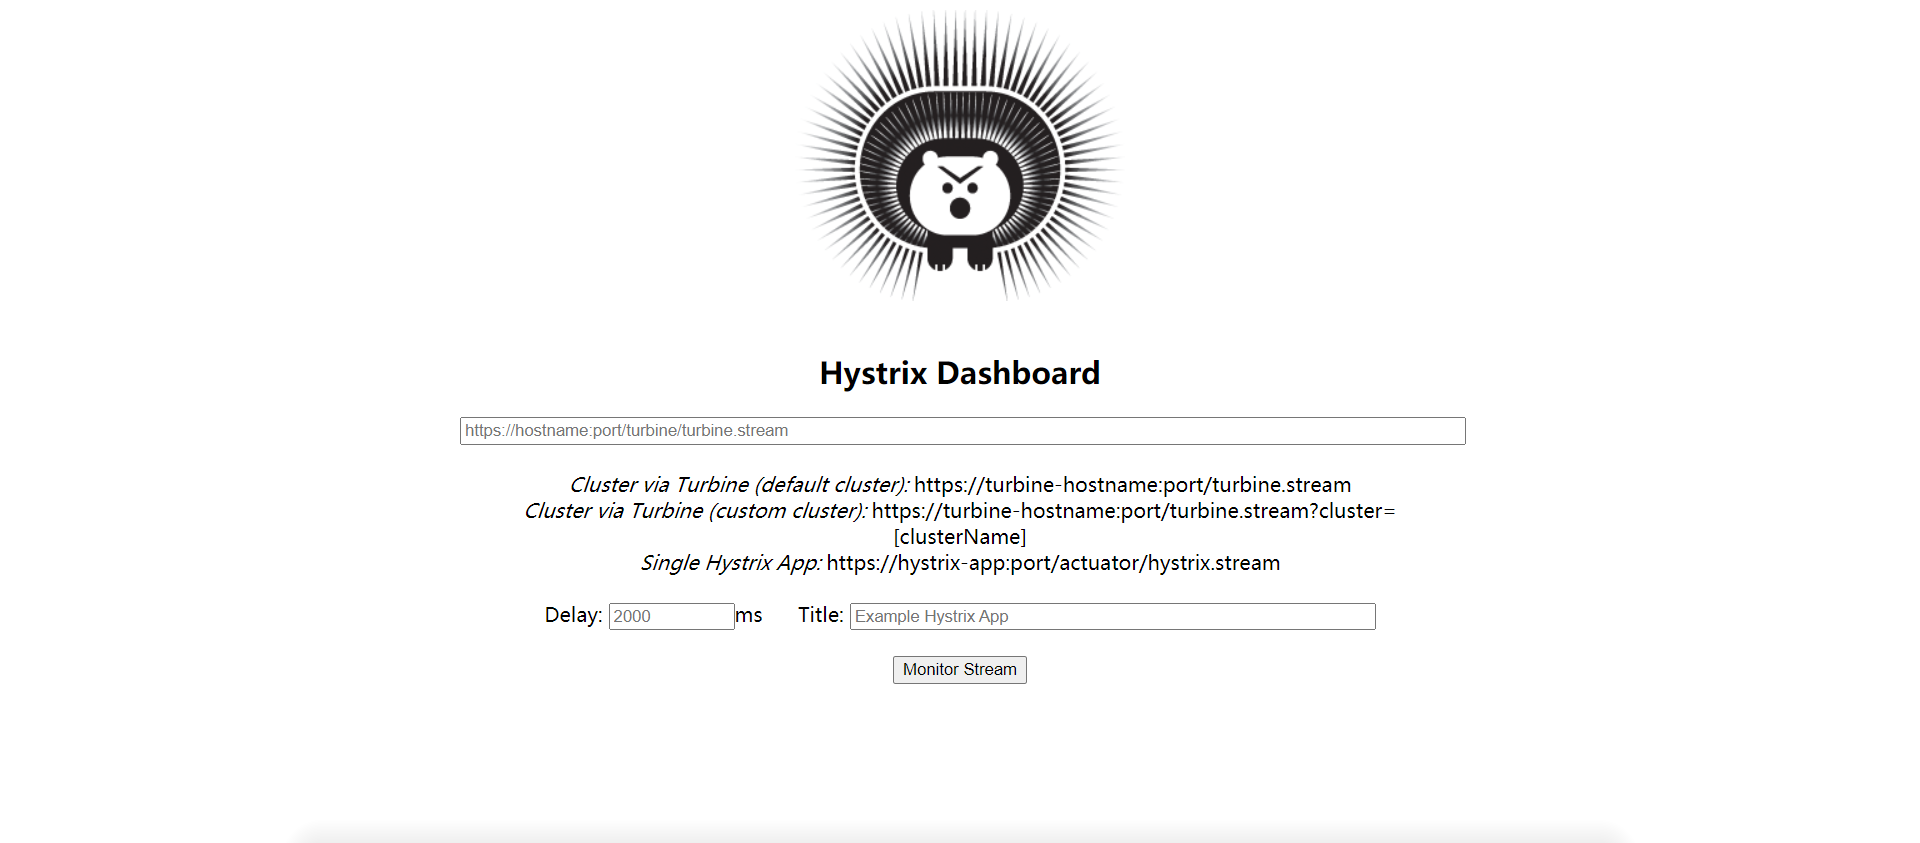 Hystrix Dashboard
https://hostname:port/turbine/turbine.stream
Cluster via Turbine (default cluster): https://turbine-hostname:port/turbine.stream
Cluster via Turbine (custom cluster): https://turbine-hostname:port/turbine.stream?cluster=
[clusterName]
Single Hystrix App: https://hystrix-app:port/actuator/hystrix.stream
Delay: 2000 ms Title: Example Hystrix App
Monitor Stream